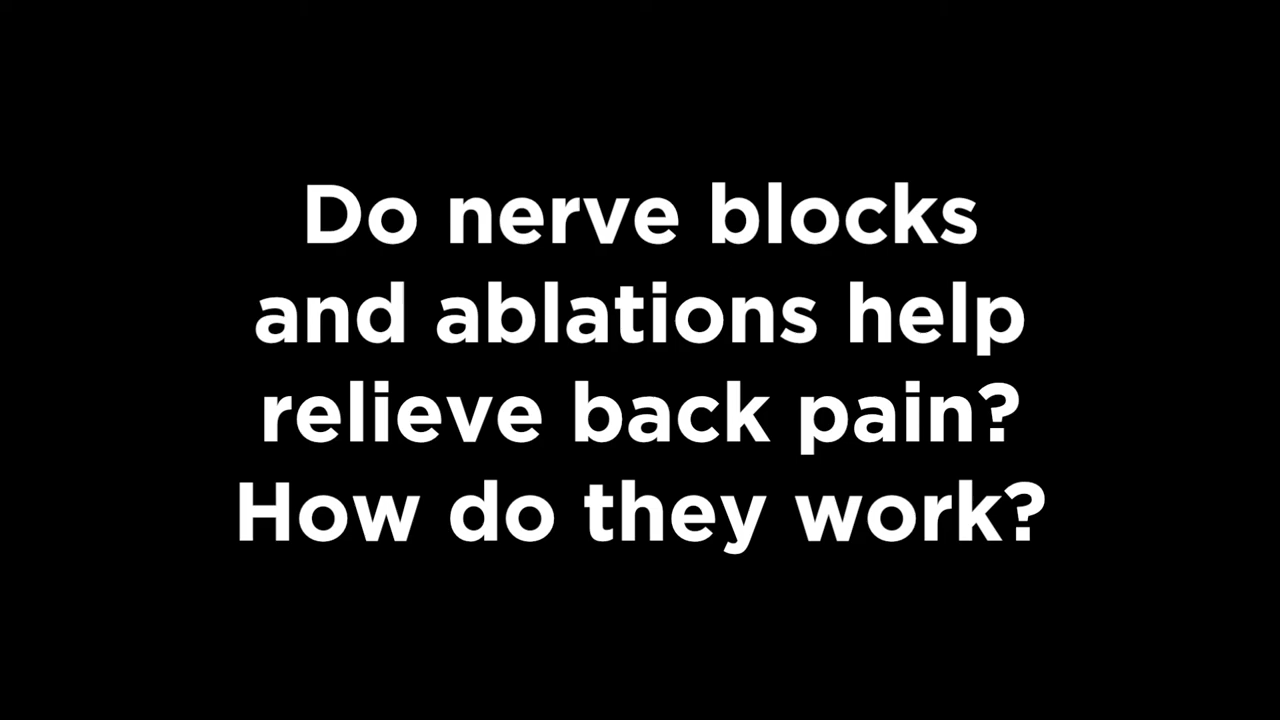 Do nerve blocks
and ablations help
relieve back pain?
How do they work?